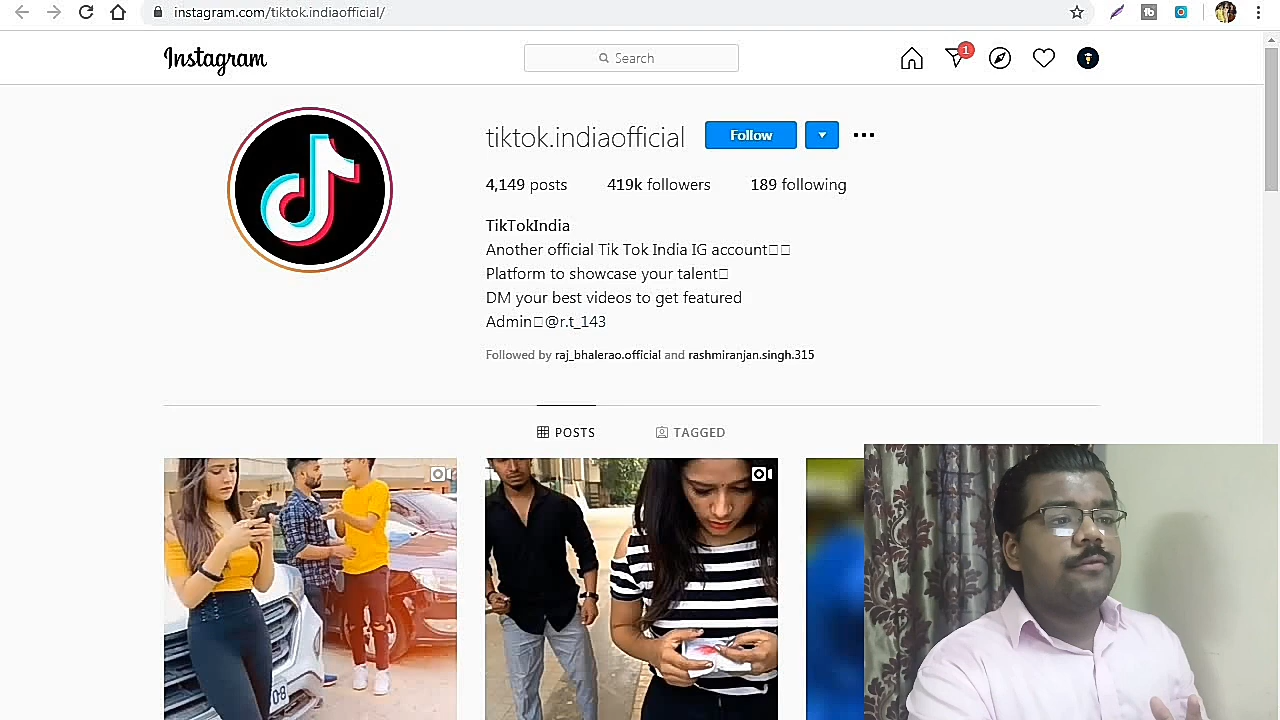 instagram.com/tiktok.indiaofficial/
fb
Instagram
Search
1
tiktok.indiaofficial
Follow
4,149 posts 419k followers 189 following
TikTokIndia
Another official Tik Tok India IG account
Platform to showcase your talent
DM your best videos to get featured
Admin @r.t_143
Followed by raj_bhalerao.official and rashmiranjan.singh.315
POSTS TAGGED